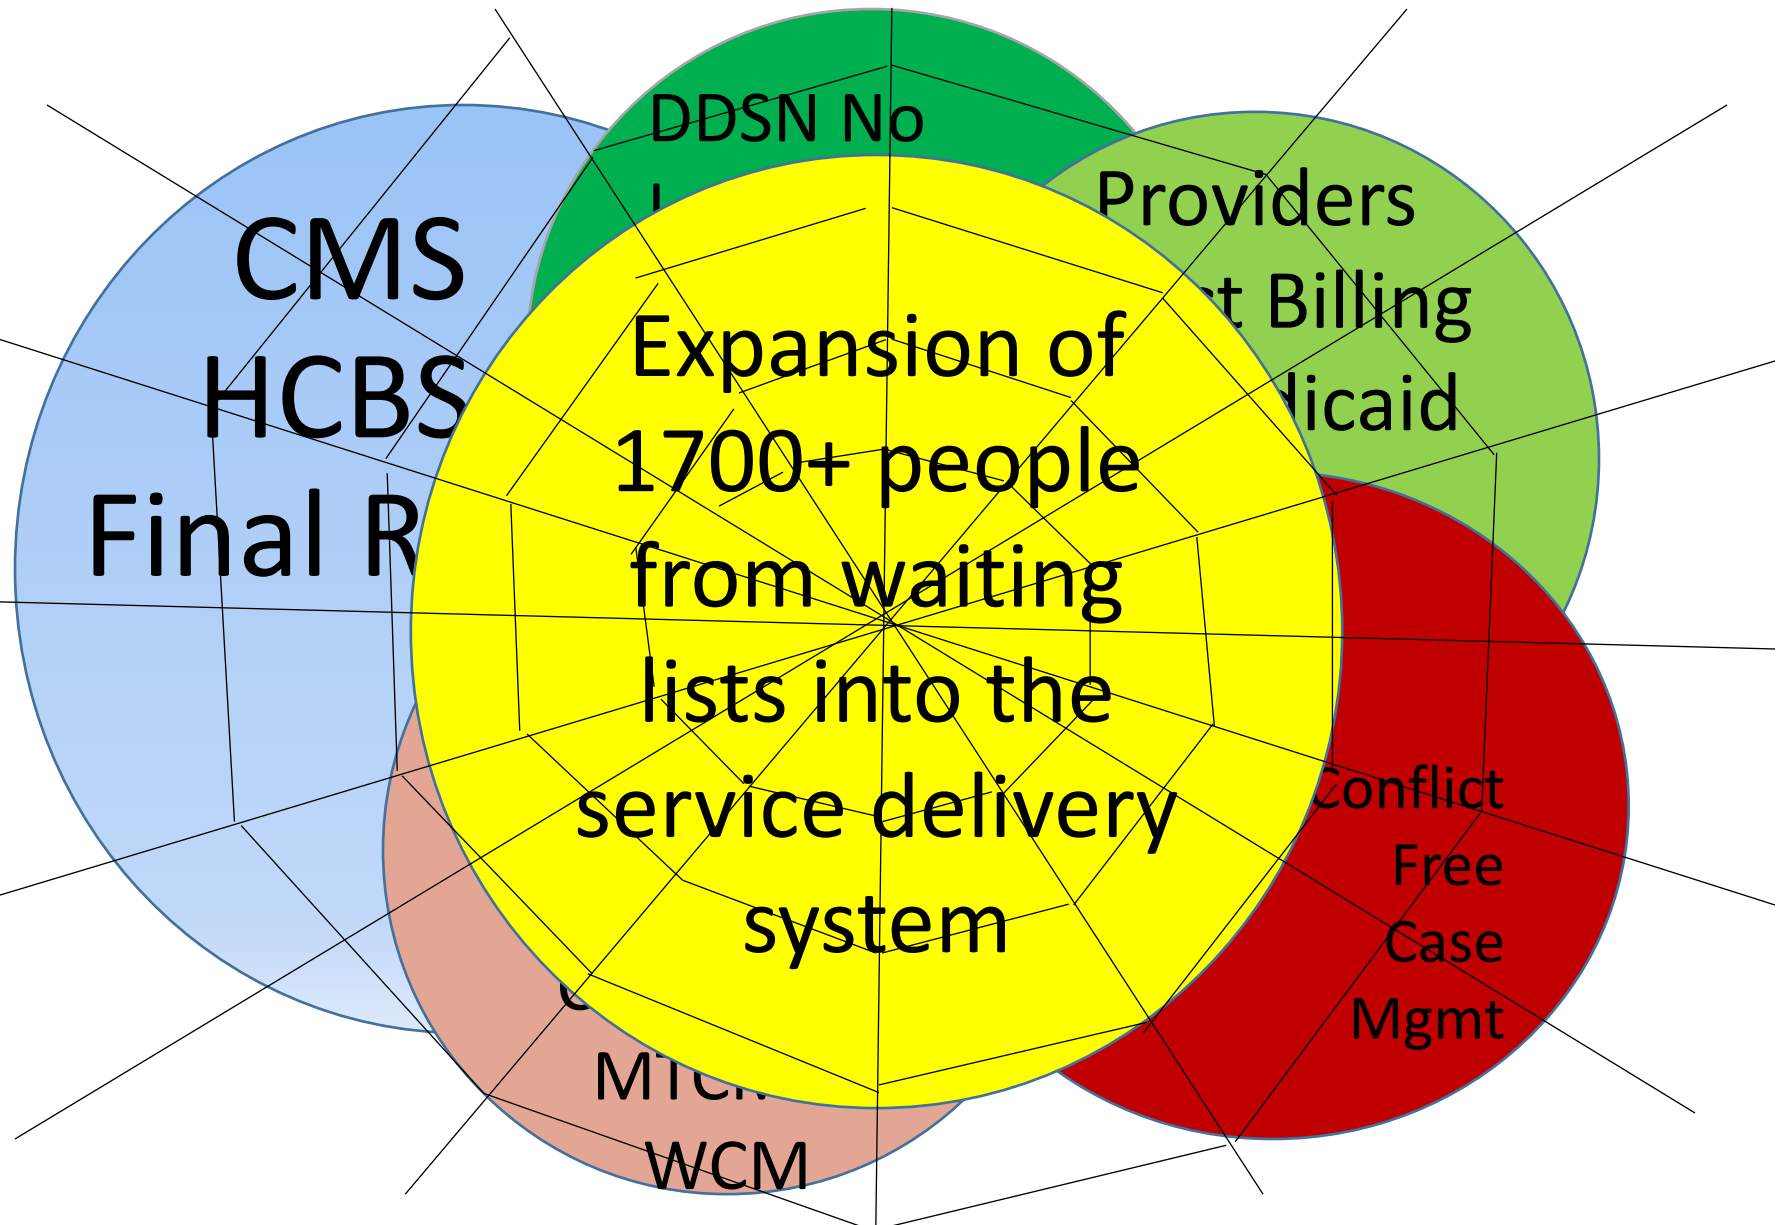 DDSN No
CMS
HCBS
Final
Providers
Billing
Expansion of
1700+ people
from waiting
lists into the
service delivery
system
Conflict
Free
Case
Mgmt
WCM